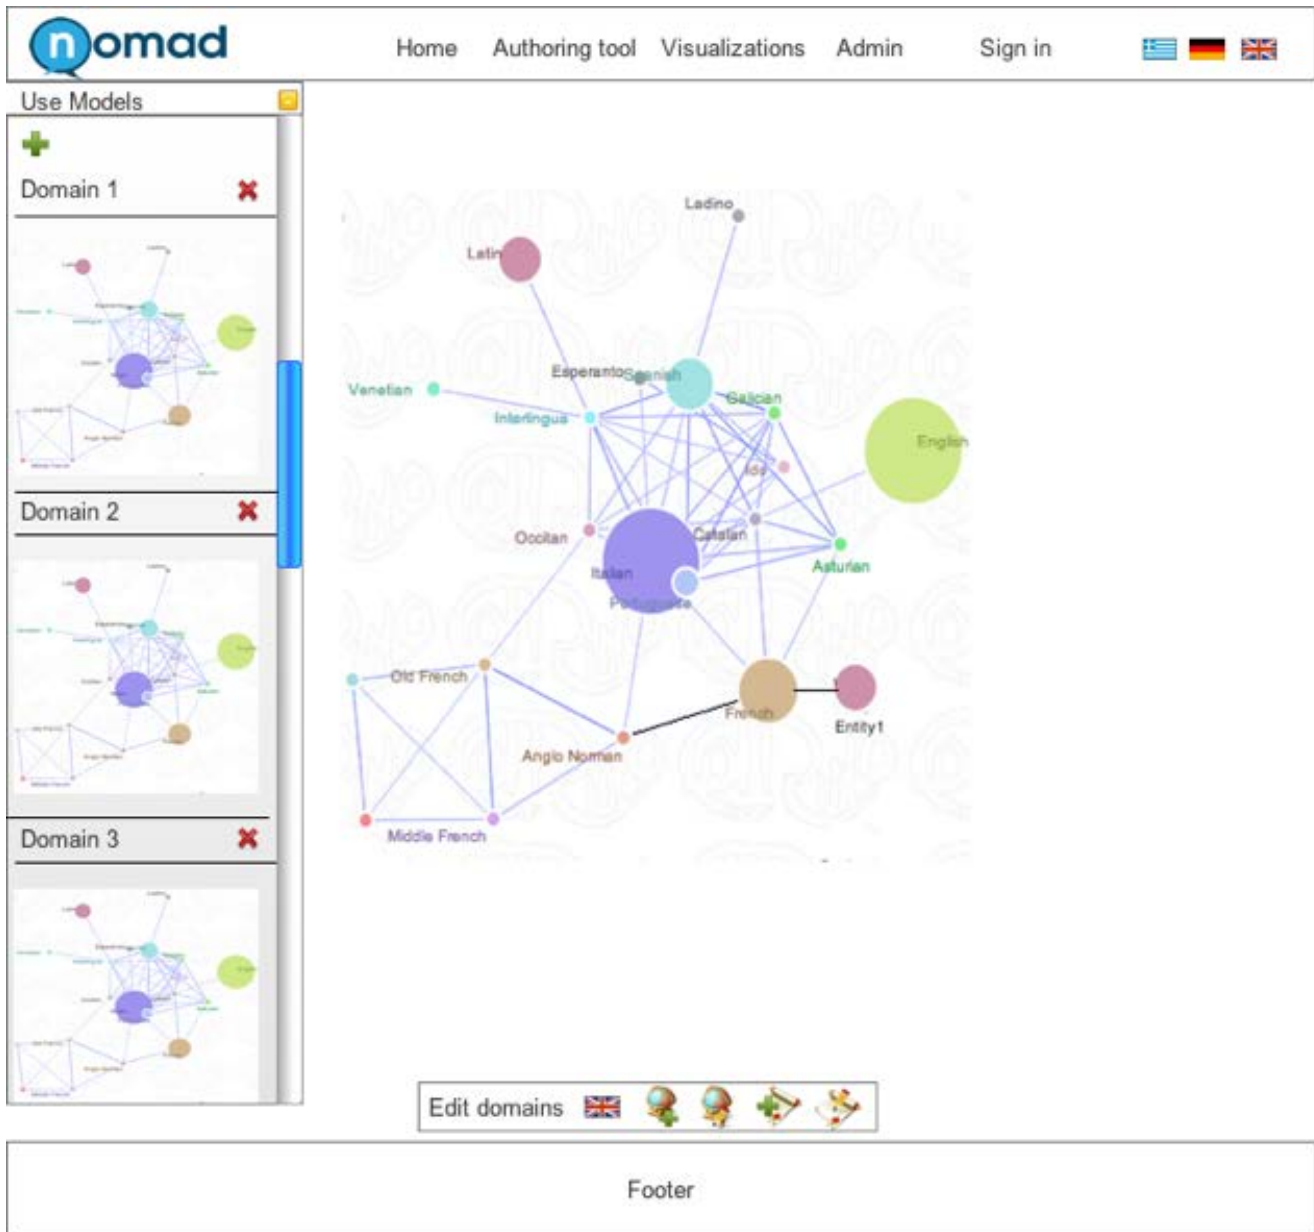 nomad
Home Authoring tool Visualizations Admin Sign in
Use Models
Domain 1
Domain 2
Domain 3
Ladino
Latin
Esperanto
Spanish
Venetian
Interlingua
Galician
English
Ido
Occitan
Catalan
Italian
Asturian
Portuguese
Old French
French
Entity1
Anglo Norman
Middle French
Edit domains
Footer